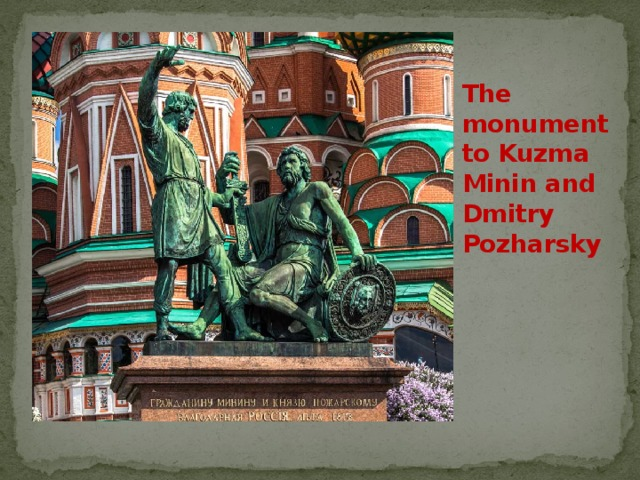 The
monument
to Kuzma
Minin and
Dmitry
Pozharsky
ГРАЖДАНИНУ МИНИНУ И КНЯЗЮ ПОЖАРСКОМУ
БЛАГОДАРНАЯ РОССІЯ